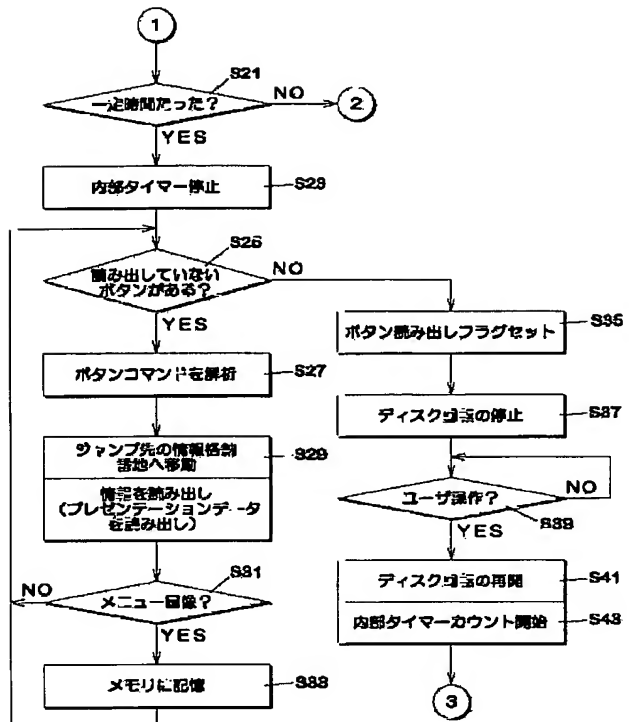 1
S21
一定時間たった？
NO
2
YES
内部タイマー停止
S23
S25
読み出していない
ボタンがある？
NO
YES
ボタンコマンドを解析
S27
ジャンプ先の情報格納
番地へ移動
S29
情報を読み出し
（プレゼンテーションデータ
を読み出し）
S31
NO
メニュー画像？
YES
メモリに記憶
S33
ボタン読み出しフラグセット
S35
ディスク回転の停止
S37
ユーザ操作？
NO
S39
YES
ディスク回転の再開
S41
内部タイマーカウント開始
S43
3